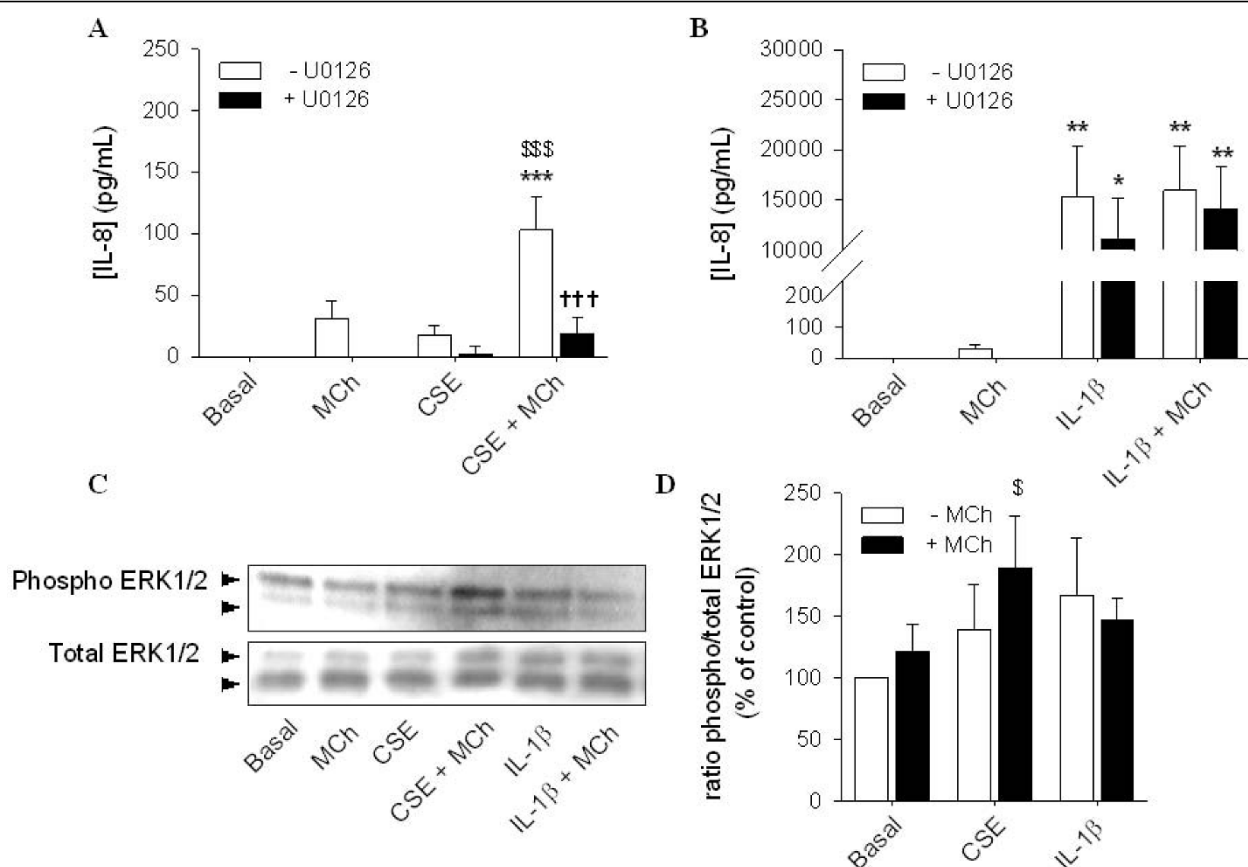 A
250
200
150
100
50
0
[IL-8] (pg/mL)
- U0126
+ U0126
$$$
***
†††
Basal
MCh
CSE
CSE + MCh
B
30000
25000
20000
15000
10000
200
100
0
[IL-8] (pg/mL)
- U0126
+ U0126
**
*
**
**
Basal
MCh
IL-1β
IL-1β + MCh
C
Phospho ERK1/2
Total ERK1/2
Basal
MCh
CSE
CSE + MCh
IL-1β
IL-1β + MCh
D
250
200
150
100
50
0
ratio phospho/total ERK1/2
(% of control)
- MCh
+ MCh
$
Basal
CSE
IL-1β